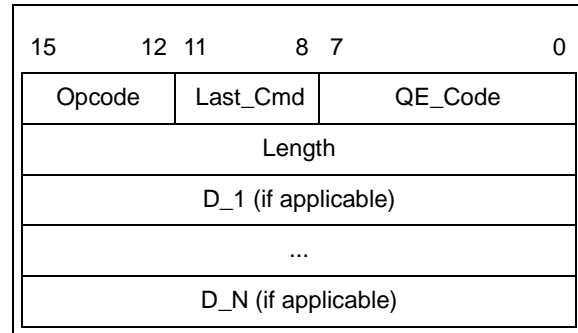 15 12 11 8 7 0
Opcode Last_Cmd QE_Code
Length
D_1 (if applicable)
...
D_N (if applicable)